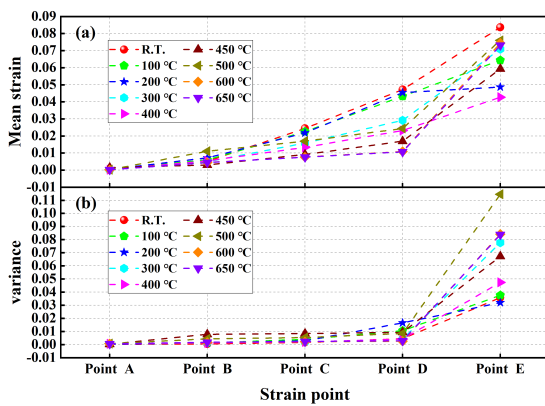 0.09
0.08
0.07
0.06
0.05
0.04
0.03
0.02
0.01
0.00
-0.01
Mean strain
(a)
R.T. 450 ℃
100 ℃ 500 ℃
200 ℃ 600 ℃
300 ℃ 650 ℃
400 ℃
0.11
0.10
0.09
0.08
0.07
0.06
0.05
0.04
0.03
0.02
0.01
0.00
-0.01
variance
(b)
R.T. 450 ℃
100 ℃ 500 ℃
200 ℃ 600 ℃
300 ℃ 650 ℃
400 ℃
Point A Point B Point C Point D Point E
Strain point